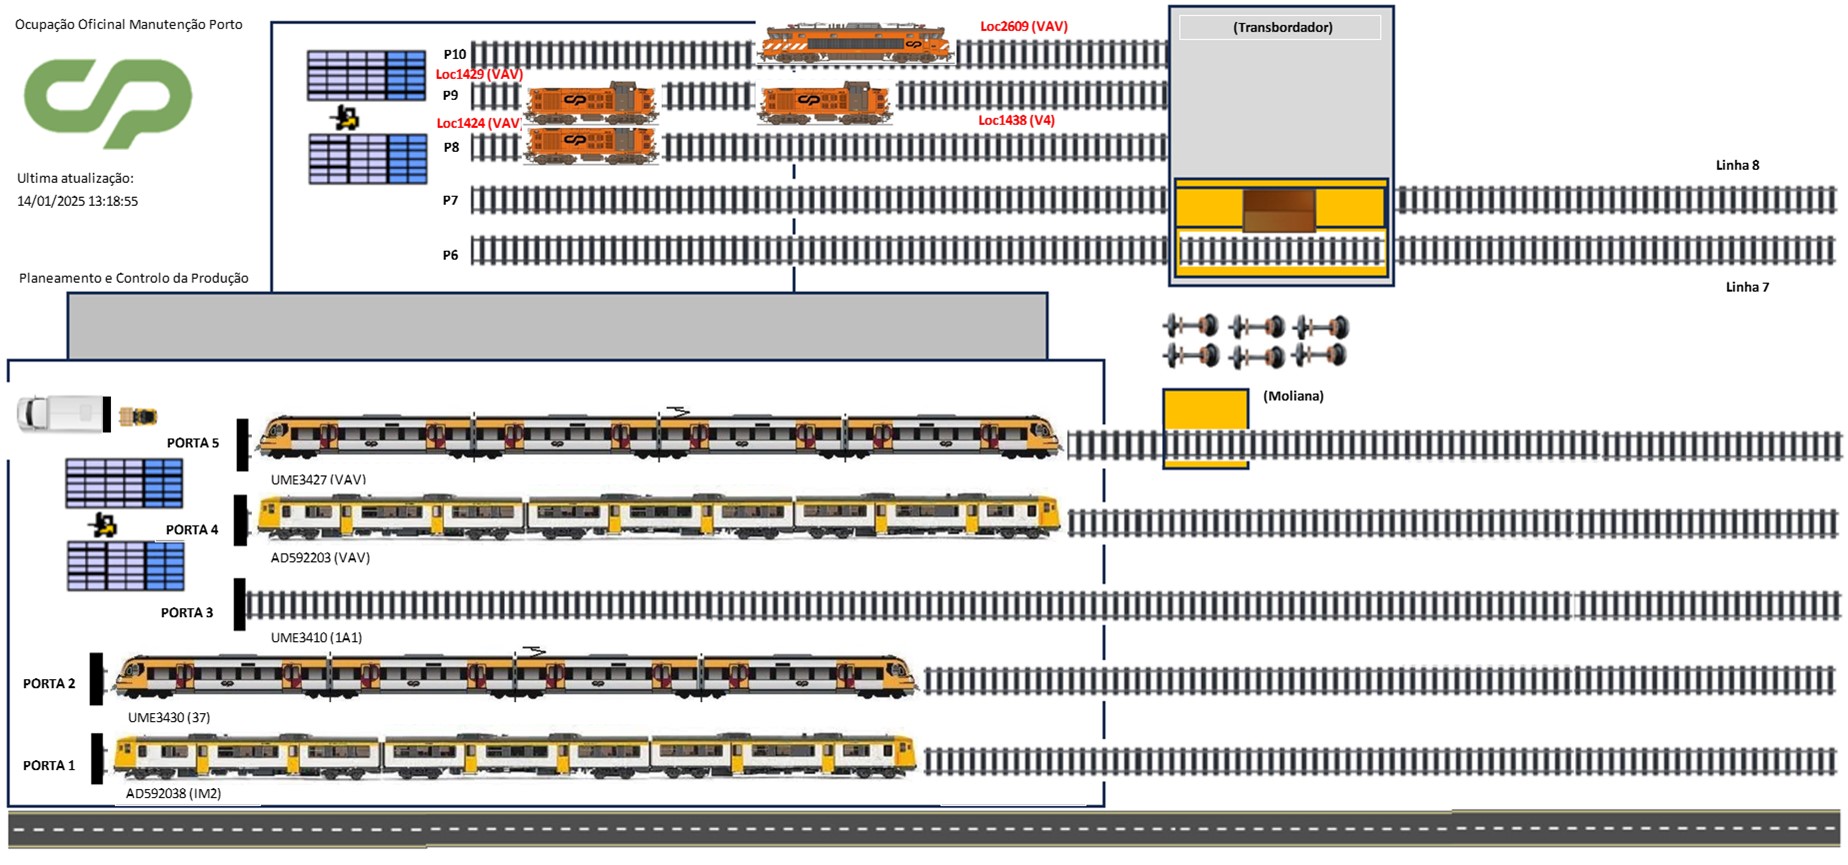 Ocupação Oficinal Manutenção Porto
CP
Ultima atualização:
14/01/2025 13:18:55
Planeamento e Controlo da Produção
P10
Loc2609 (VAV)
(Transbordador)
Loc1429 (VAV)
P9
Loc1424 (VAV)
Loc1438 (V4)
P8
Linha 8
P7
P6
Linha 7
(Moliana)
PORTA 5
UME3427 (VAV)
PORTA 4
AD592203 (VAV)
PORTA 3
UME3410 (1A1)
PORTA 2
UME3430 (37)
PORTA 1
AD592038 (IM2)